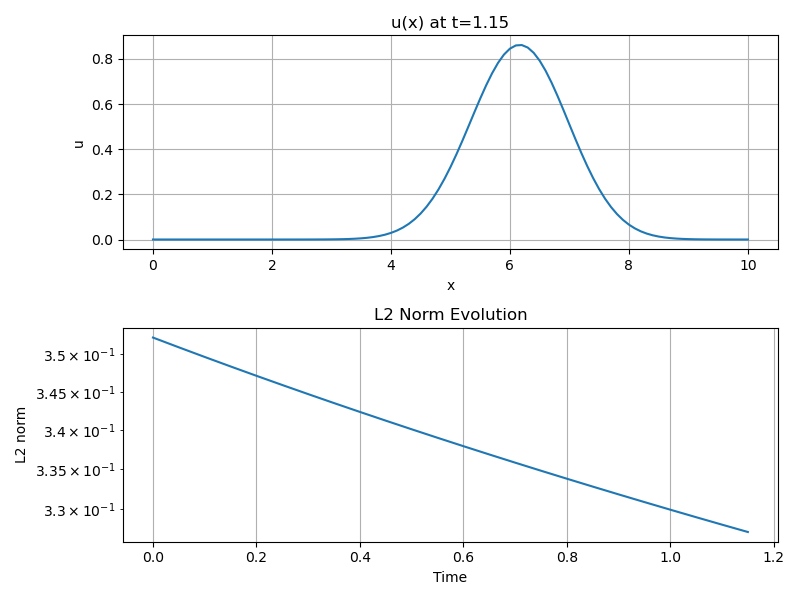 u(x) at t=1.15
0.8
0.6
0.4
0.2
0.0
u
0 2 4 6 8 10
x
L2 Norm Evolution
3.5 × 10⁻¹
3.45 × 10⁻¹
3.4 × 10⁻¹
3.35 × 10⁻¹
3.3 × 10⁻¹
L2 norm
0.0 0.2 0.4 0.6 0.8 1.0 1.2
Time